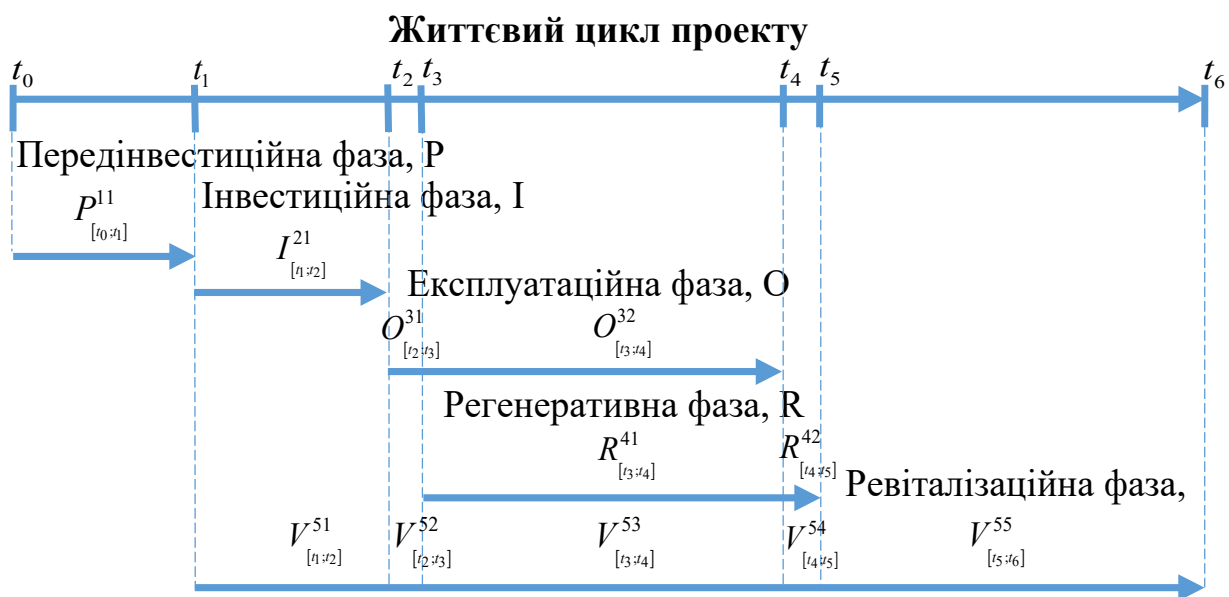 Життєвий цикл проекту
t₀ t₁ t₂ t₃ t₄ t₅ t₆
Передінвестиційна фаза, P
P¹¹[t₀;t₁]
Інвестиційна фаза, I
I²¹[t₁;t₂]
Експлуатаційна фаза, O
O³¹[t₂;t₃] O³²[t₃;t₄]
Регенеративна фаза, R
R⁴¹[t₃;t₄] R⁴²[t₄;t₅]
Ревіталізаційна фаза,
V⁵¹[t₁;t₂] V⁵²[t₂;t₃] V⁵³[t₃;t₄] V⁵⁴[t₄;t₅] V⁵⁵[t₅;t₆]